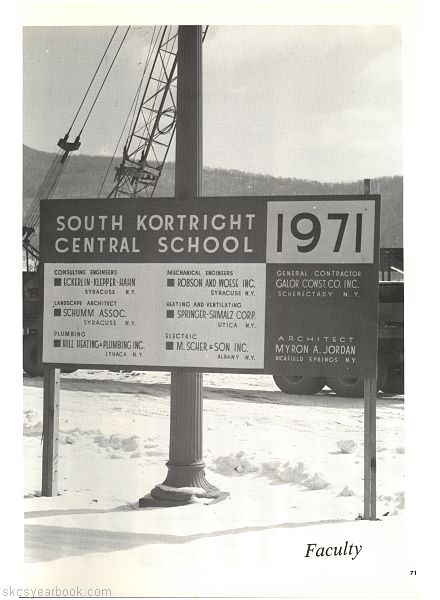 SOUTH KORTRIGHT
CENTRAL SCHOOL
1971
CONSULTING ENGINEERS
ECKERLIN-KLEPPER-HAHN
SYRACUSE N.Y.
LANDSCAPE ARCHITECT
SCHUMM ASSOC.
SYRACUSE N.Y.
PLUMBING
HULL HEATING & PLUMBING INC.
ITHACA N.Y.
MECHANICAL ENGINEERS
ROBSON AND WOESE INC.
SYRACUSE N.Y.
HEATING AND VENTILATING
SPRINGER-SHMALZ CORP.
UTICA N.Y.
ELECTRIC
M. SCHER & SON INC.
ALBANY N.Y.
GENERAL CONTRACTOR
GALOR CONST. CO. INC.
SCHENECTADY N.Y.
ARCHITECT
MYRON A. JORDAN
RICHFIELD SPRINGS N.Y.
Faculty
71
skcsyearbook.com